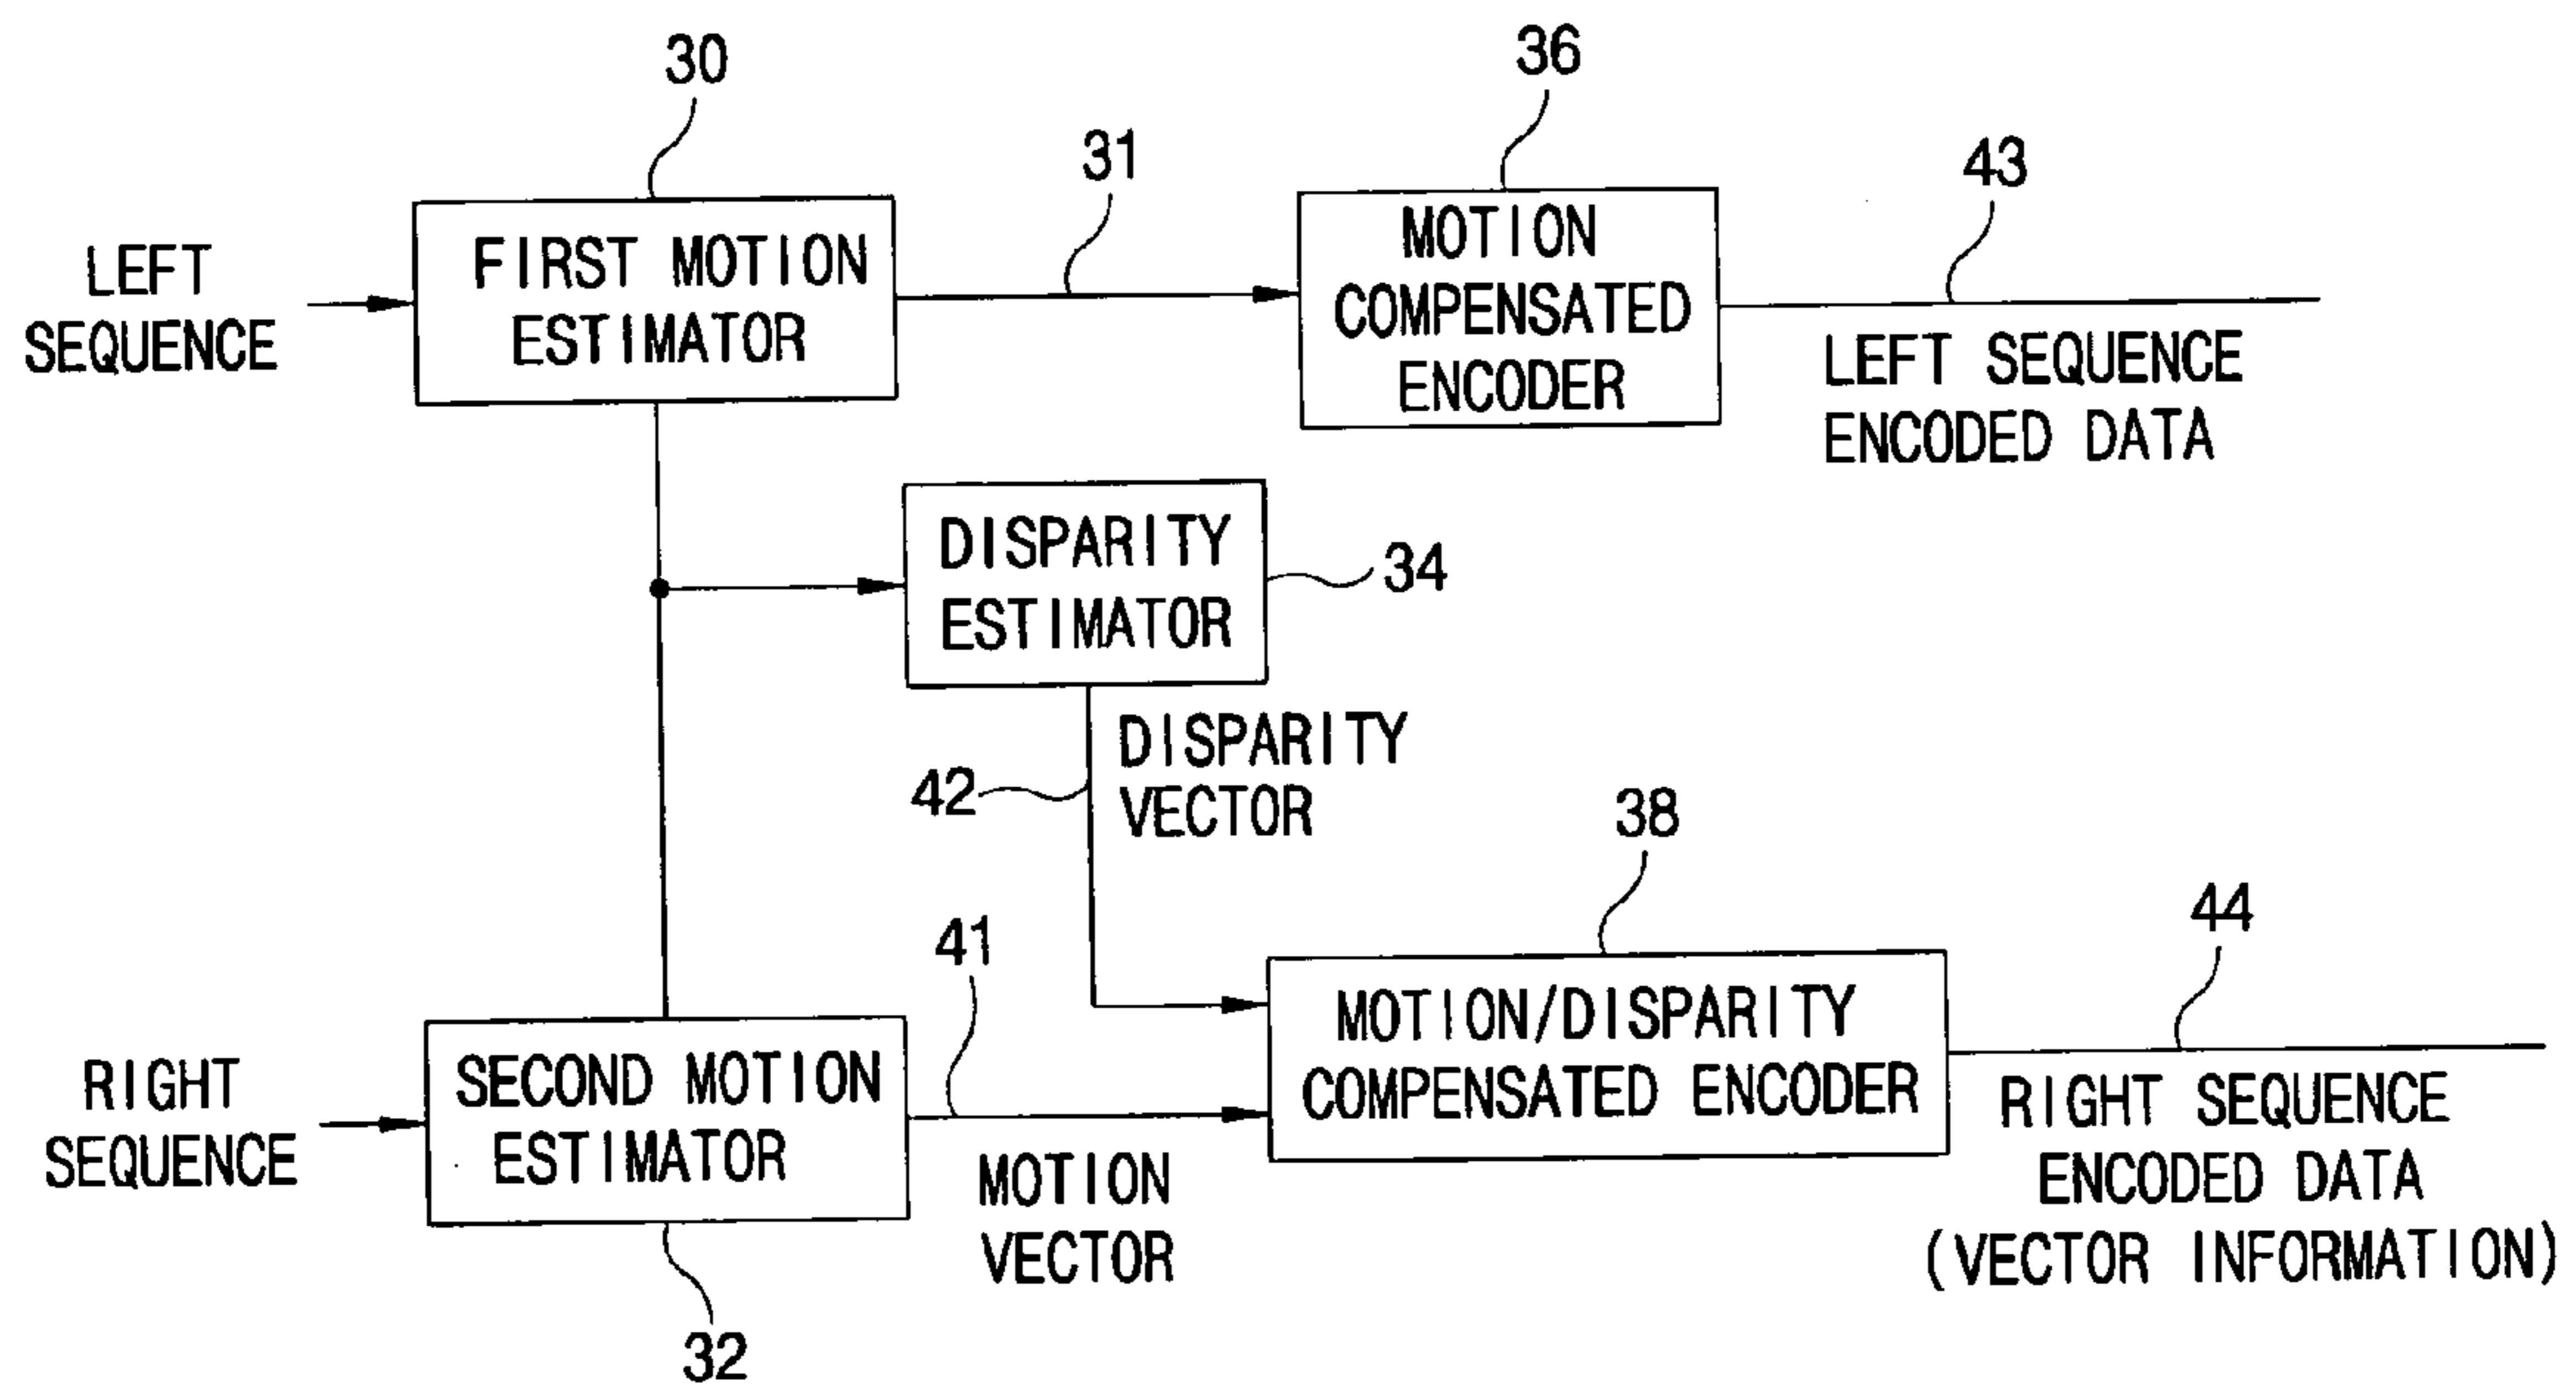 30
36
31
43
LEFT
SEQUENCE
FIRST MOTION
ESTIMATOR
MOTION
COMPENSATED
ENCODER
LEFT SEQUENCE
ENCODED DATA
DISPARITY
ESTIMATOR
34
DISPARITY
VECTOR
42
38
41
44
RIGHT
SEQUENCE
SECOND MOTION
ESTIMATOR
MOTION/DISPARITY
COMPENSATED ENCODER
MOTION
VECTOR
RIGHT SEQUENCE
ENCODED DATA
(VECTOR INFORMATION)
32